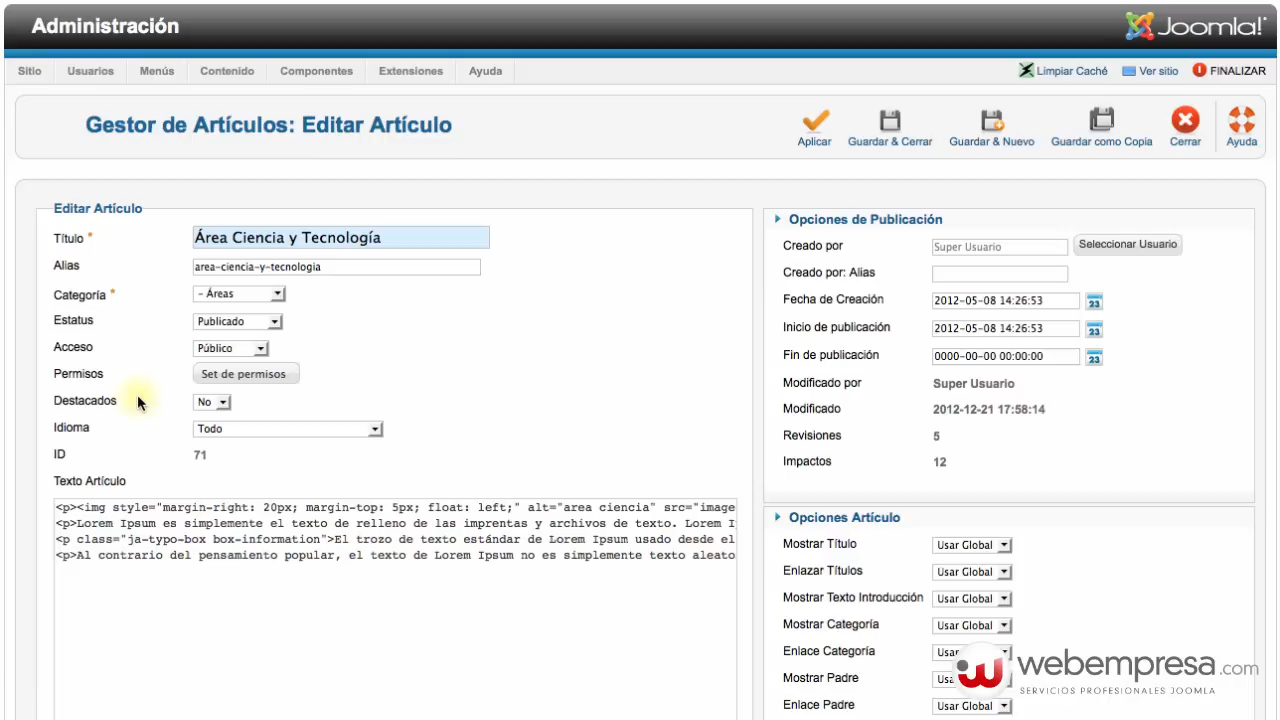 Administración
Joomla!
Sitio Usuarios Menús Contenido Componentes Extensiones Ayuda
Limpiar Caché Ver sitio FINALIZAR
Gestor de Artículos: Editar Artículo
Aplicar Guardar & Cerrar Guardar & Nuevo Guardar como Copia Cerrar Ayuda
Editar Artículo
Título * Área Ciencia y Tecnología
Alias area-ciencia-y-tecnologia
Categoría * - Áreas
Estatus Publicado
Acceso Público
Permisos Set de permisos
Destacados No
Idioma Todo
ID 71
Texto Artículo
<p><img style="margin-right: 20px; margin-top: 5px; float: left;" alt="area ciencia" src="image
<p>Lorem Ipsum es simplemente el texto de relleno de las imprentas y archivos de texto. Lorem I
<p class="ja-typo-box box-information">El trozo de texto estándar de Lorem Ipsum usado desde el
<p>Al contrario del pensamiento popular, el texto de Lorem Ipsum no es simplemente texto aleato
Opciones de Publicación
Creado por Super Usuario Seleccionar Usuario
Creado por: Alias
Fecha de Creación 2012-05-08 14:26:53 23
Inicio de publicación 2012-05-08 14:26:53 23
Fin de publicación 0000-00-00 00:00:00 23
Modificado por Super Usuario
Modificado 2012-12-21 17:58:14
Revisiones 5
Impactos 12
Opciones Artículo
Mostrar Título Usar Global
Enlazar Títulos Usar Global
Mostrar Texto Introducción Usar Global
Mostrar Categoría Usar Global
Enlace Categoría
Mostrar Padre
Enlace Padre Usar Global
webempresa.com
SERVICIOS PROFESIONALES JOOMLA